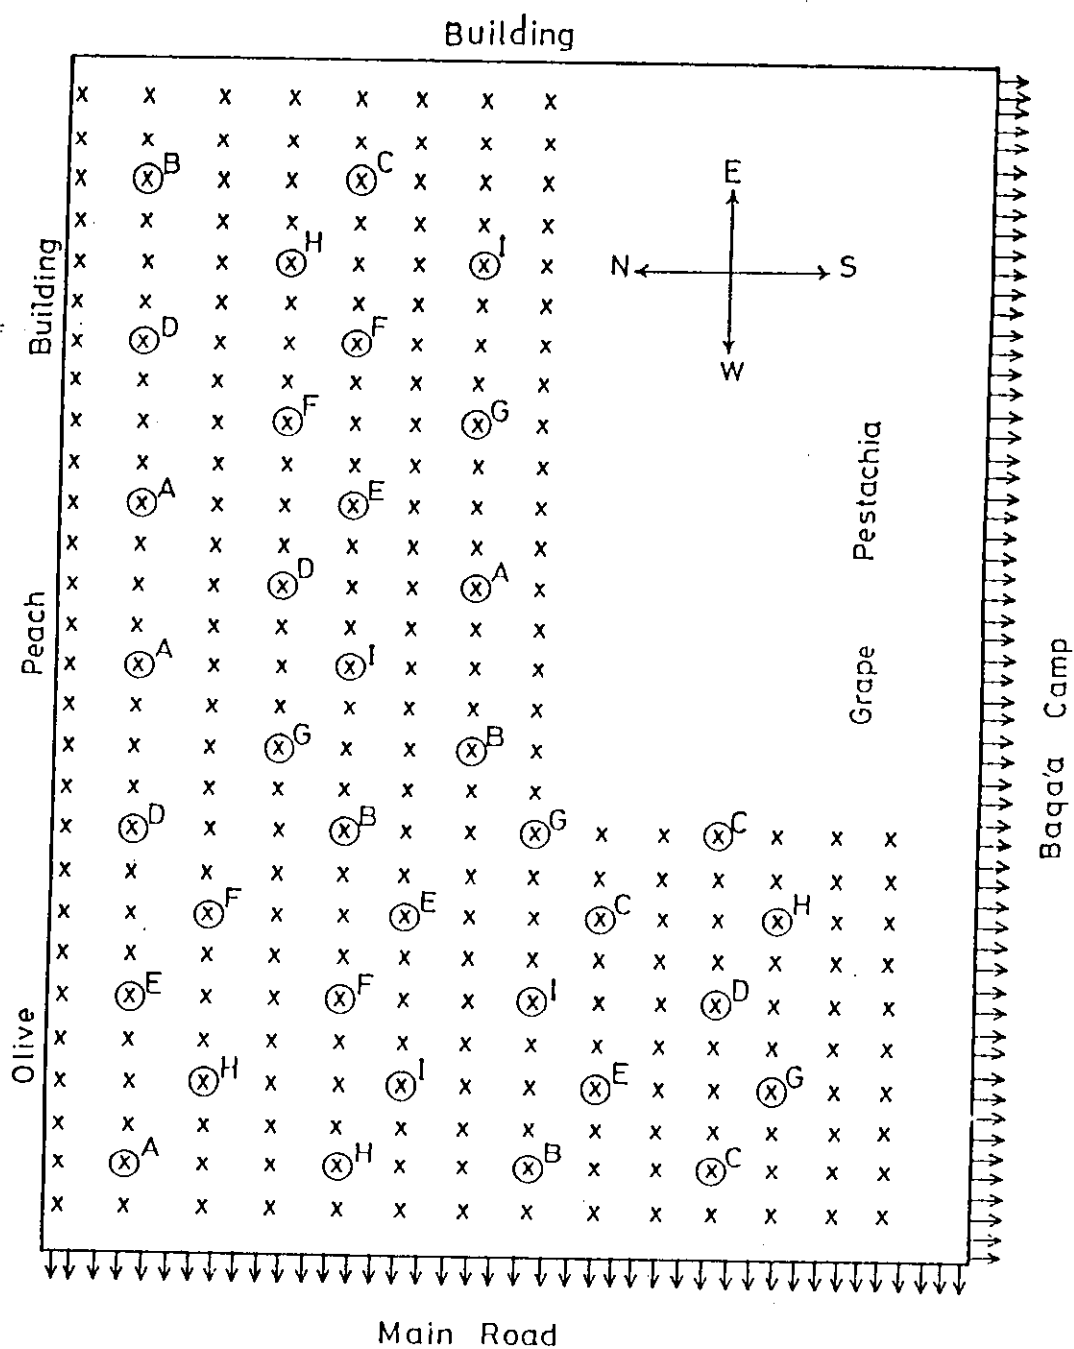 Building
B C
E
H I
N S
Building
D F
W
F G
Pestachia
A E
D A
Peach
A I
Grape
G B
Baqa'a Camp
D B G C
F E C H
E F I D
Olive
H I E G
A H B C
Main Road